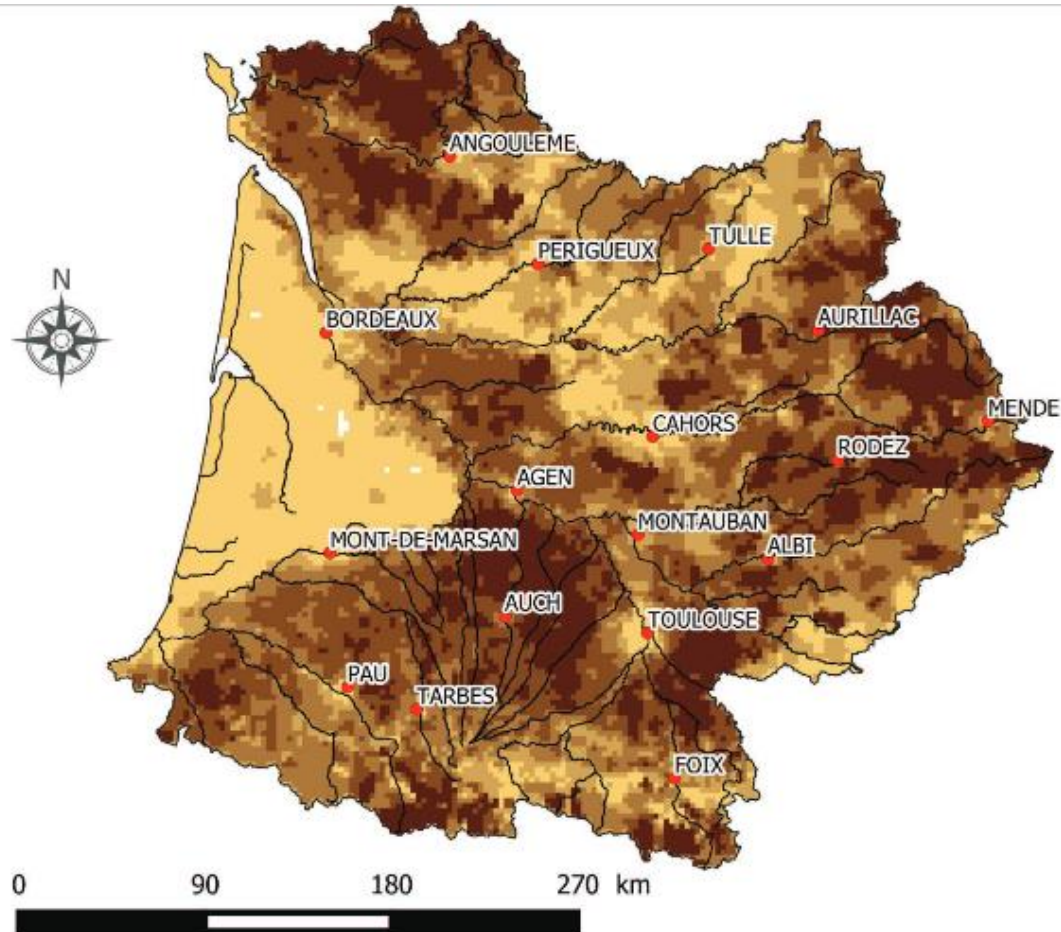 ANGOULEME
PERIGUEUX
TULLE
N
BORDEAUX
AURILLAC
CAHORS
MENDE
RODEZ
AGEN
MONTAUBAN
MONT-DE-MARSAN
ALBI
AUCH
TOULOUSE
PAU
TARBES
FOIX
0 90 180 270 km